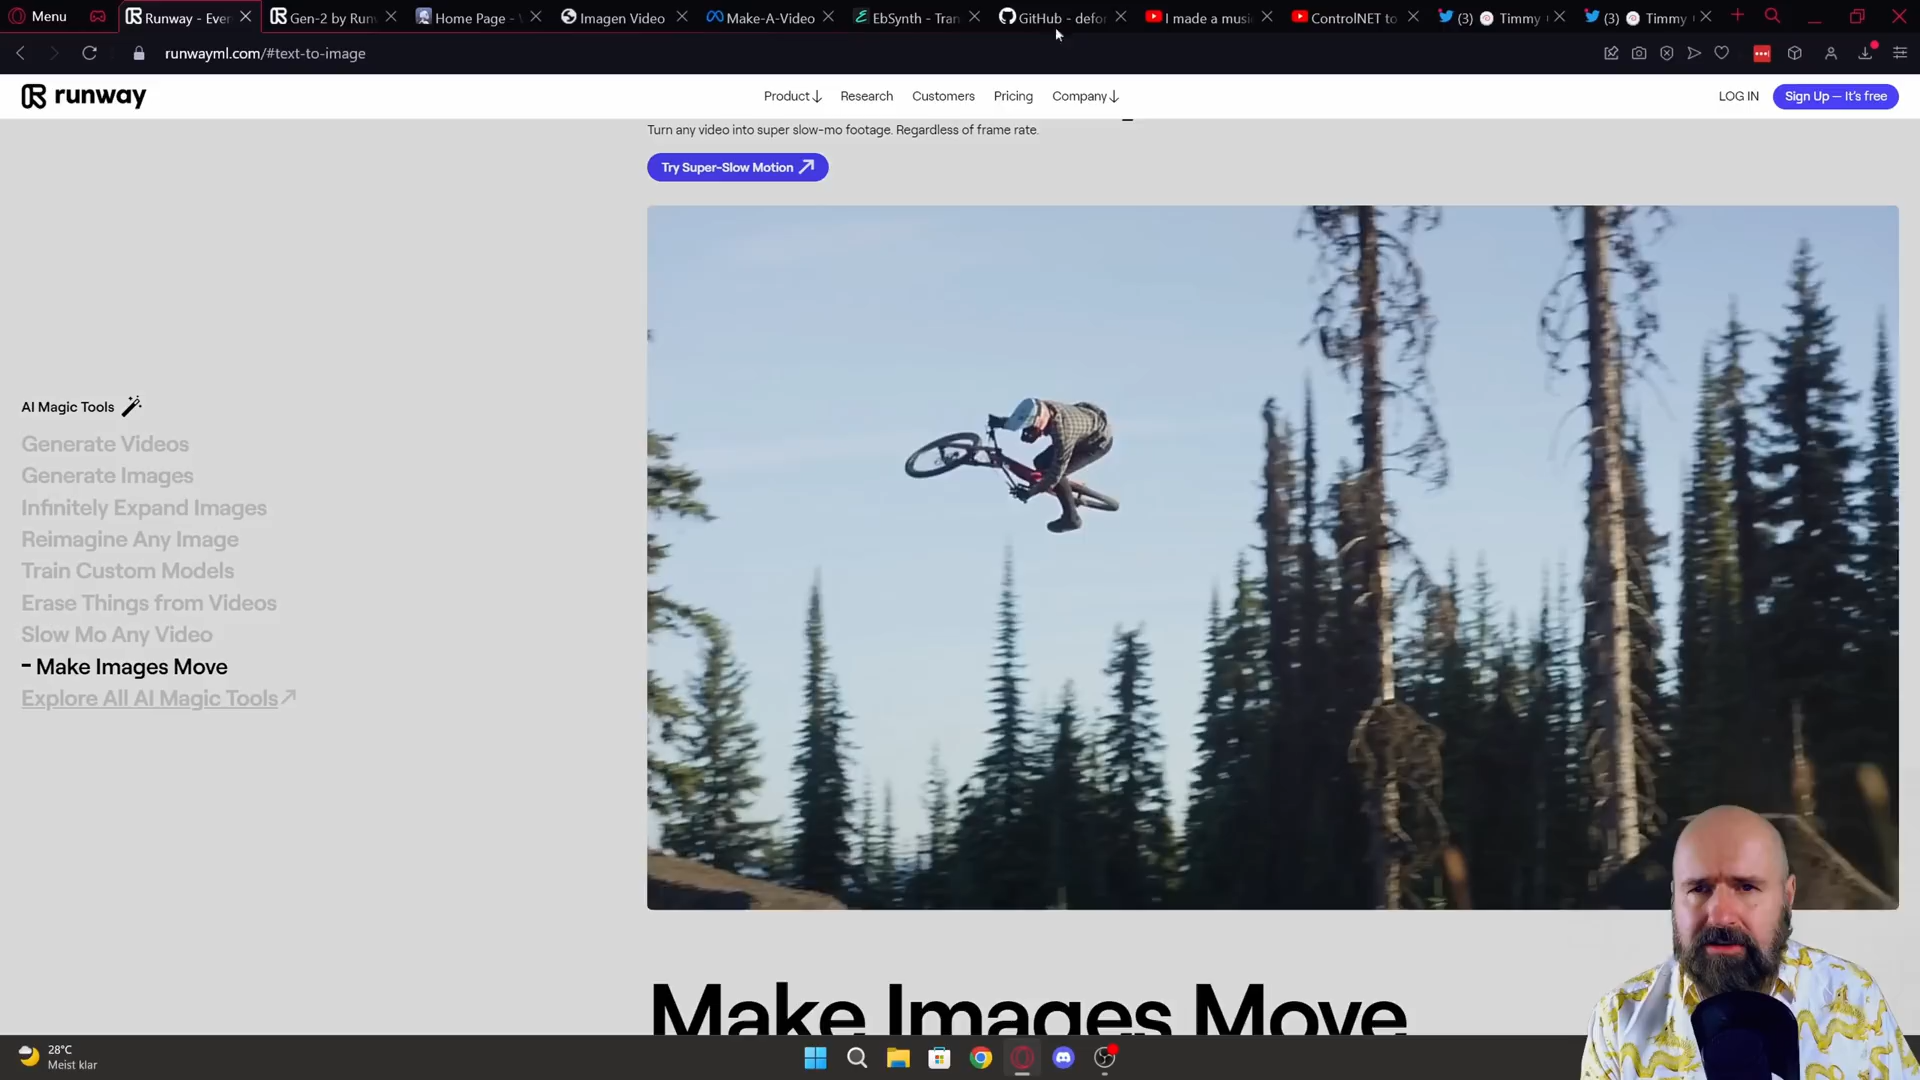 Menu
Runway - Ever
Gen-2 by Run
Home Page -
Imagen Video
Make-A-Video
EbSynth - Tran
GitHub - defor
I made a musi
ControlNET to
(3) Timmy
(3) Timmy
runwayml.com/#text-to-image
runway
Product↓
Research
Customers
Pricing
Company↓
LOG IN
Sign Up — It's free
Turn any video into super slow-mo footage. Regardless of frame rate.
Try Super-Slow Motion
AI Magic Tools
Generate Videos
Generate Images
Infinitely Expand Images
Reimagine Any Image
Train Custom Models
Erase Things from Videos
Slow Mo Any Video
- Make Images Move
Explore All AI Magic Tools
Make Images Move
28°C
Meist klar